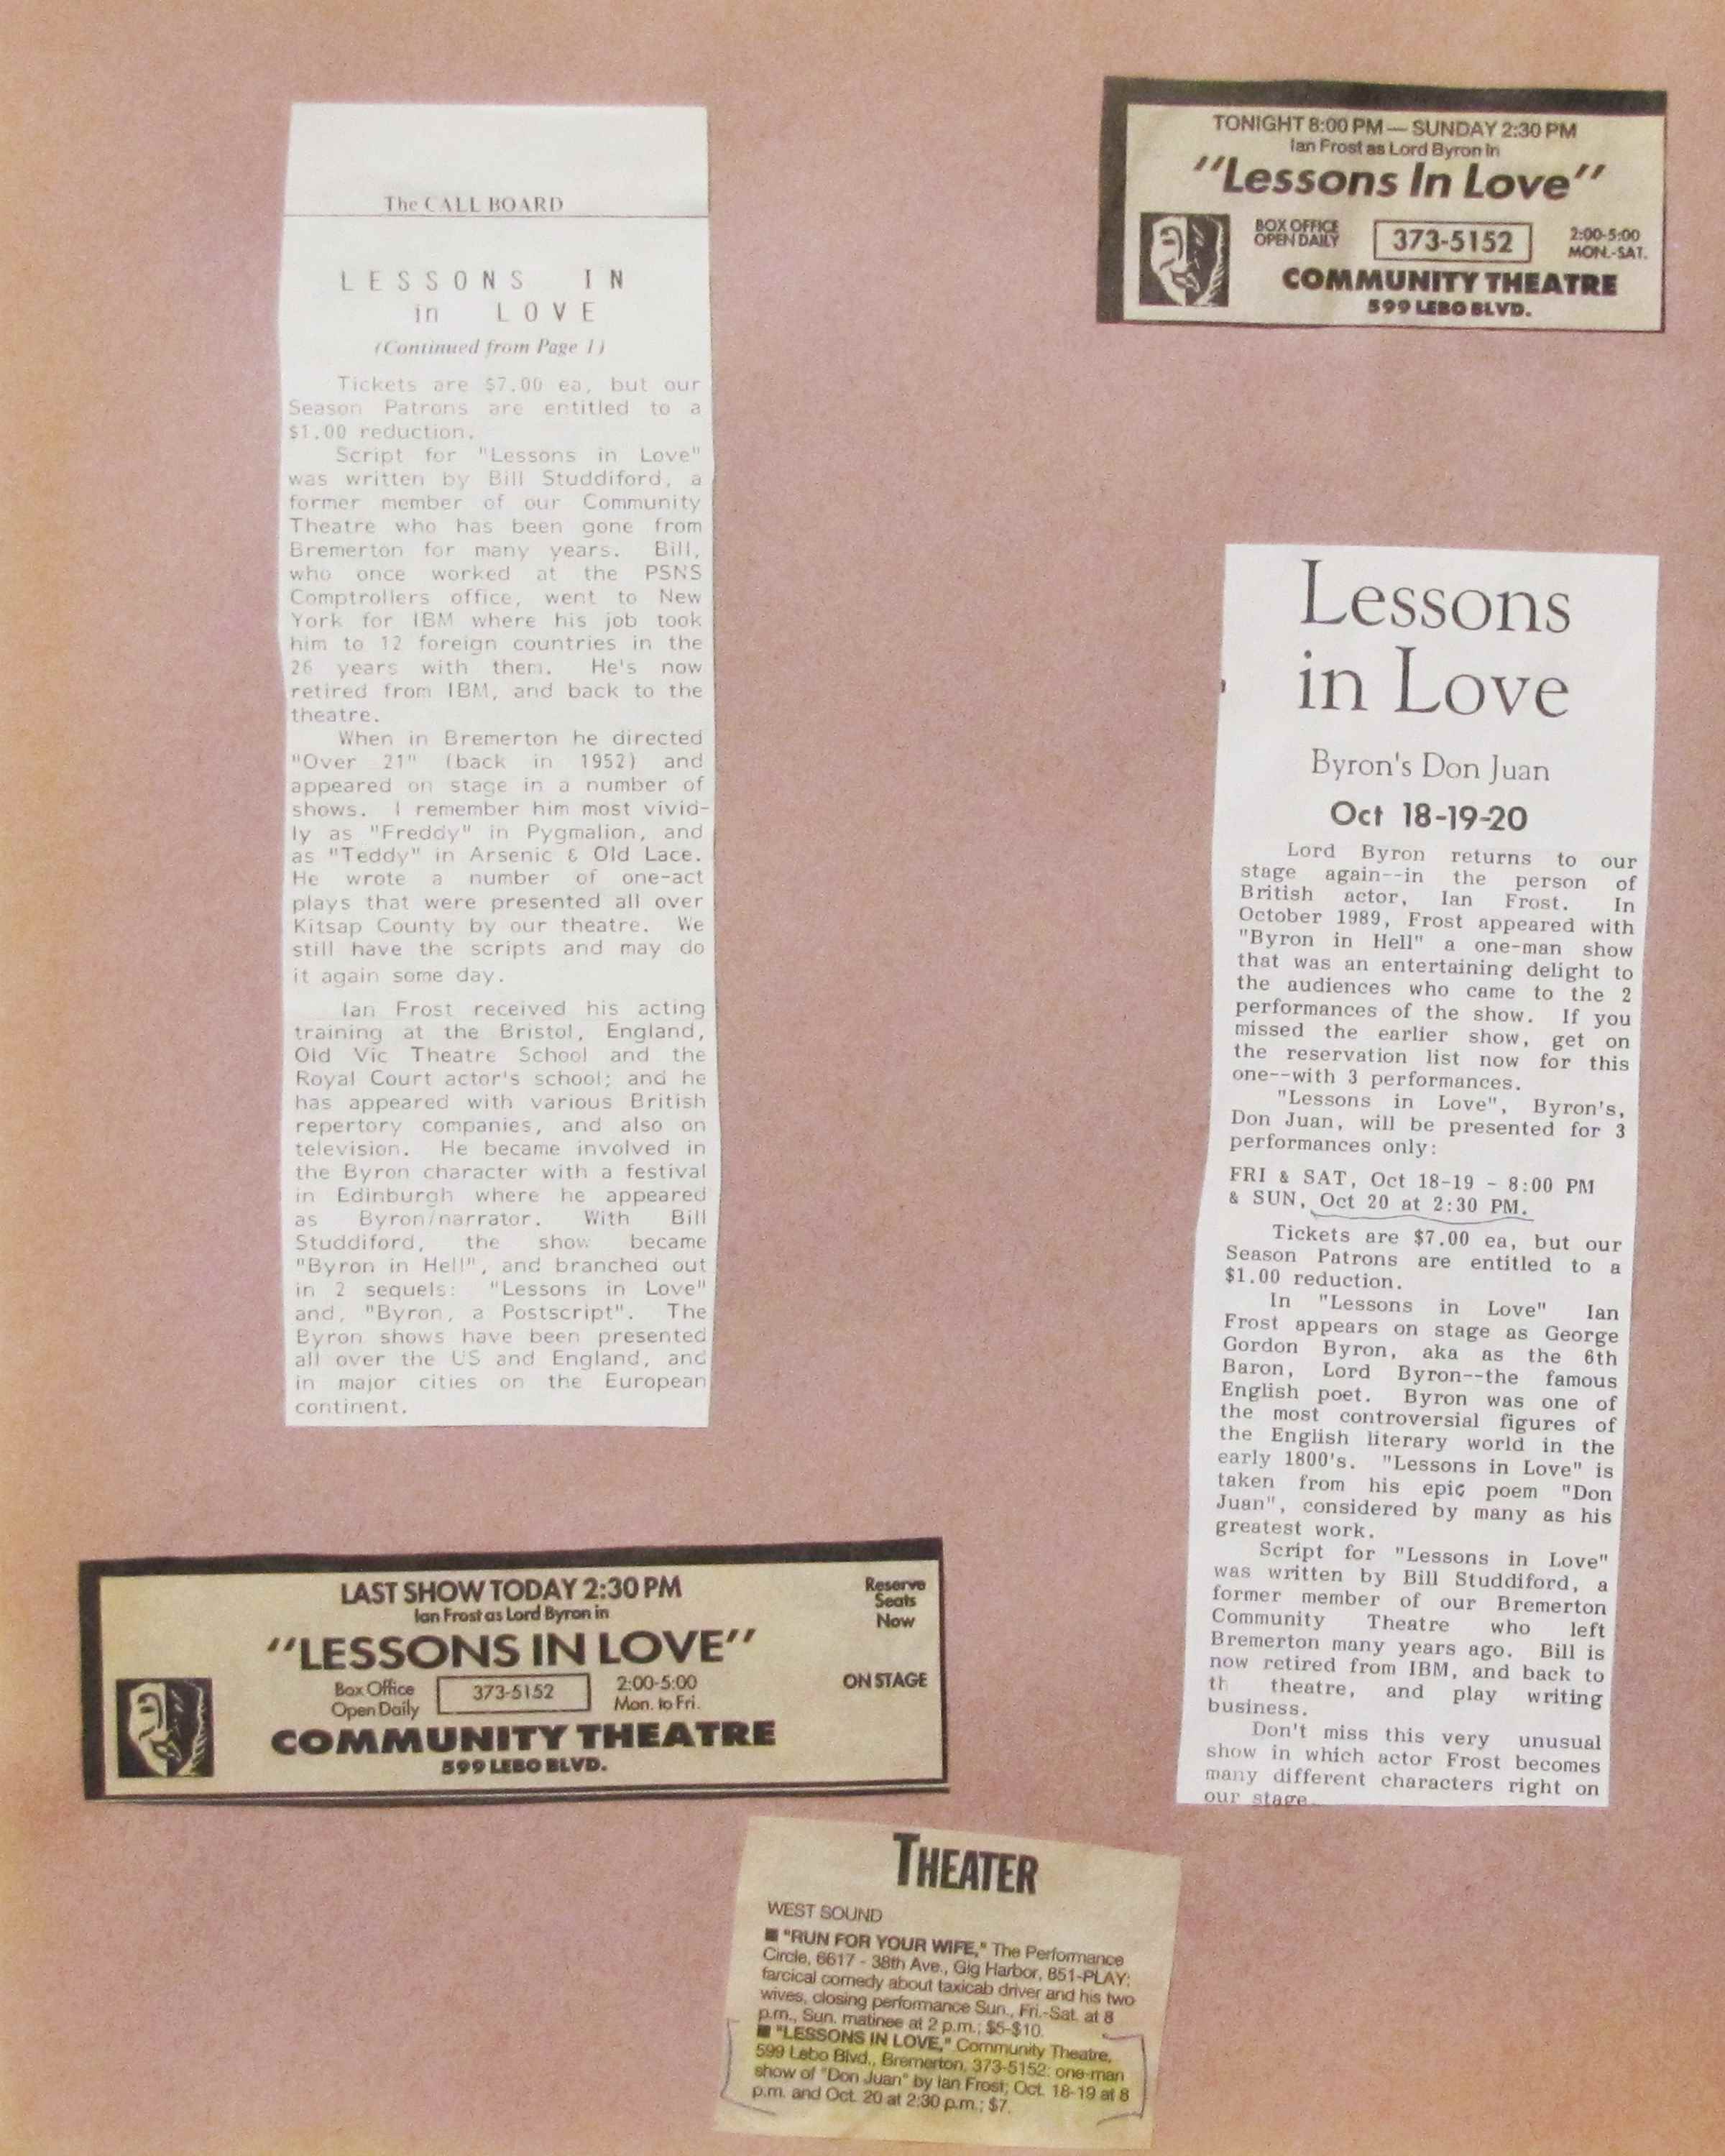 The CALL BOARD
LESSONS IN
in LOVE
(Continued from Page 1)
Tickets are $7.00 ea, but our
Season Patrons are entitled to a
$1.00 reduction.
Script for "Lessons in Love"
was written by Bill Studdiford, a
former member of our Community
Theatre who has been gone from
Bremerton for many years. Bill,
who once worked at the PSNS
Comptrollers office, went to New
York for IBM where his job took
him to 12 foreign countries in the
26 years with them. He's now
retired from IBM, and back to the
theatre.
When in Bremerton he directed
"Over 21" (back in 1952) and
appeared on stage in a number of
shows. I remember him most vivid-
ly as "Freddy" in Pygmalion, and
as "Teddy" in Arsenic & Old Lace.
He wrote a number of one-act
plays that were presented all over
Kitsap County by our theatre. We
still have the scripts and may do
it again some day.
Ian Frost received his acting
training at the Bristol, England,
Old Vic Theatre School and the
Royal Court actor's school; and he
has appeared with various British
repertory companies, and also on
television. He became involved in
the Byron character with a festival
in Edinburgh where he appeared
as Byron/narrator. With Bill
Studdiford, the show became
"Byron in Hell", and branched out
in 2 sequels: "Lessons in Love"
and, "Byron, a Postscript". The
Byron shows have been presented
all over the US and England, and
in major cities on the European
continent.
TONIGHT 8:00 PM — SUNDAY 2:30 PM
Ian Frost as Lord Byron In
"Lessons In Love"
BOX OFFICE
OPEN DAILY
373-5152
2:00-5:00
MON.-SAT.
COMMUNITY THEATRE
599 LEBO BLVD.
Lessons
in Love
Byron's Don Juan
Oct 18-19-20
Lord Byron returns to our
stage again--in the person of
British actor, Ian Frost. In
October 1989, Frost appeared with
"Byron in Hell" a one-man show
that was an entertaining delight to
the audiences who came to the 2
performances of the show. If you
missed the earlier show, get on
the reservation list now for this
one--with 3 performances.
"Lessons in Love", Byron's,
Don Juan, will be presented for 3
performances only:
FRI & SAT, Oct 18-19 - 8:00 PM
& SUN, Oct 20 at 2:30 PM.
Tickets are $7.00 ea, but our
Season Patrons are entitled to a
$1.00 reduction.
In "Lessons in Love" Ian
Frost appears on stage as George
Gordon Byron, aka as the 6th
Baron, Lord Byron--the famous
English poet. Byron was one of
the most controversial figures of
the English literary world in the
early 1800's. "Lessons in Love" is
taken from his epic poem "Don
Juan", considered by many as his
greatest work.
Script for "Lessons in Love"
was written by Bill Studdiford, a
former member of our Bremerton
Community Theatre who left
Bremerton many years ago. Bill is
now retired from IBM, and back to
th theatre, and play writing
business.
Don't miss this very unusual
show in which actor Frost becomes
many different characters right on
our stage.
LAST SHOW TODAY 2:30 PM
Ian Frost as Lord Byron in
"LESSONS IN LOVE"
Box Office
Open Daily
373-5152
2:00-5:00
Mon. to Fri.
Reserve
Seats
Now
ON STAGE
COMMUNITY THEATRE
599 LEBO BLVD.
THEATER
WEST SOUND
■ "RUN FOR YOUR WIFE," The Performance
Circle, 6617 - 38th Ave., Gig Harbor, 851-PLAY:
farcical comedy about taxicab driver and his two
wives, closing performance Sun., Fri.-Sat. at 8
p.m., Sun. matinee at 2 p.m.; $5-$10.
■ "LESSONS IN LOVE," Community Theatre,
599 Lebo Blvd., Bremerton, 373-5152: one-man
show of "Don Juan" by Ian Frost; Oct. 18-19 at 8
p.m. and Oct. 20 at 2:30 p.m.; $7.